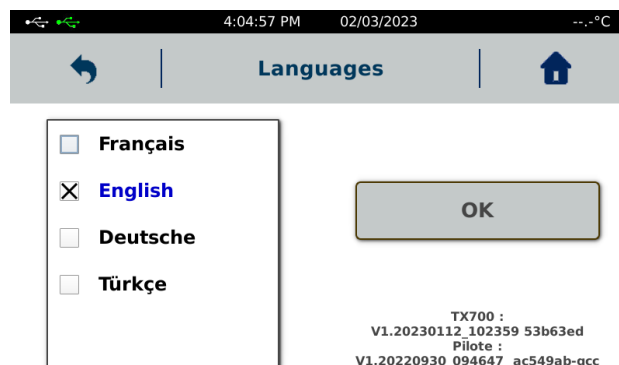 4:04:57 PM 02/03/2023 --.-°C
Languages
Français
English
Deutsche
Türkçe
OK
TX700 :
V1.20230112_102359 53b63ed
Pilote :
V1.20220930_094647_ac549ab-gcc